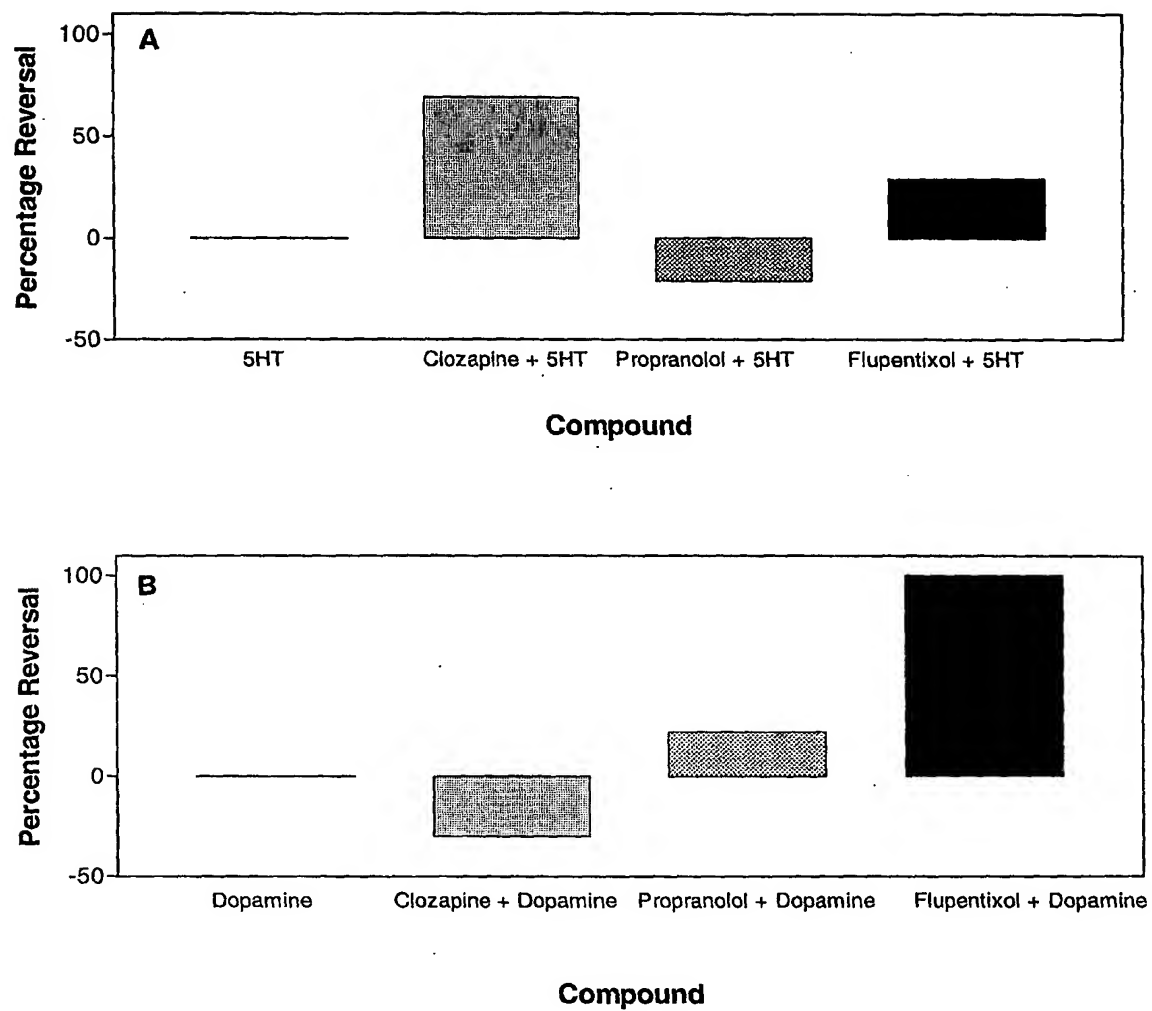 A
Percentage Reversal
100
50
0
-50
5HT Clozapine + 5HT Propranolol + 5HT Flupentixol + 5HT
Compound
B
Percentage Reversal
100
50
0
-50
Dopamine Clozapine + Dopamine Propranolol + Dopamine Flupentixol + Dopamine
Compound